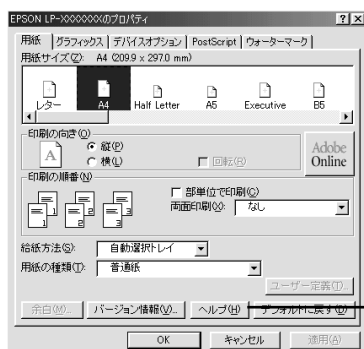 EPSON LP-XXXXXXXのプロパティ
用紙 グラフィックス デバイスオプション PostScript ウォーターマーク
用紙サイズ(Z): A4 (209.9 x 297.0 mm)
レター A4 Half Letter A5 Executive B5
印刷の向き(O)
A 縦(P)
横(L) 回転(R)
Adobe
Online
印刷の順番(N)
部単位で印刷(C)
両面印刷(X): なし
1 1 2 2 3 3
給紙方法(S): 自動選択トレイ
用紙の種類(T): 普通紙
ユーザー定義(I)...
余白(M)... バージョン情報(V)... ヘルプ(H) デフォルトに戻す(D)
OK キャンセル 適用(A)